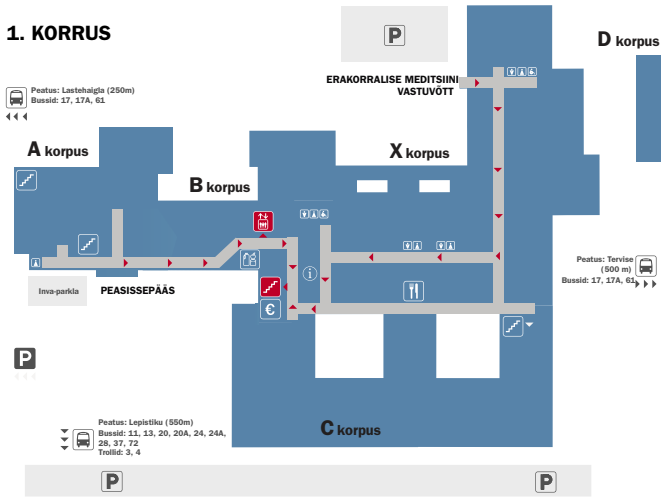 1. KORRUS
P
D korpus
ERAKORRALISE MEDITSIINI
VASTUVÕTT
Peatus: Lastehaigla (250m)
Bussid: 17, 17A, 61
A korpus
X korpus
B korpus
Inva-parkla
PEASISSEPÄÄS
i
€
Peatus: Tervise
(500 m)
Bussid: 17, 17A, 61
P
Peatus: Lepistiku (550m)
Bussid: 11, 13, 20, 20A, 24, 24A,
28, 37, 72
Trollid: 3, 4
C korpus
P
P